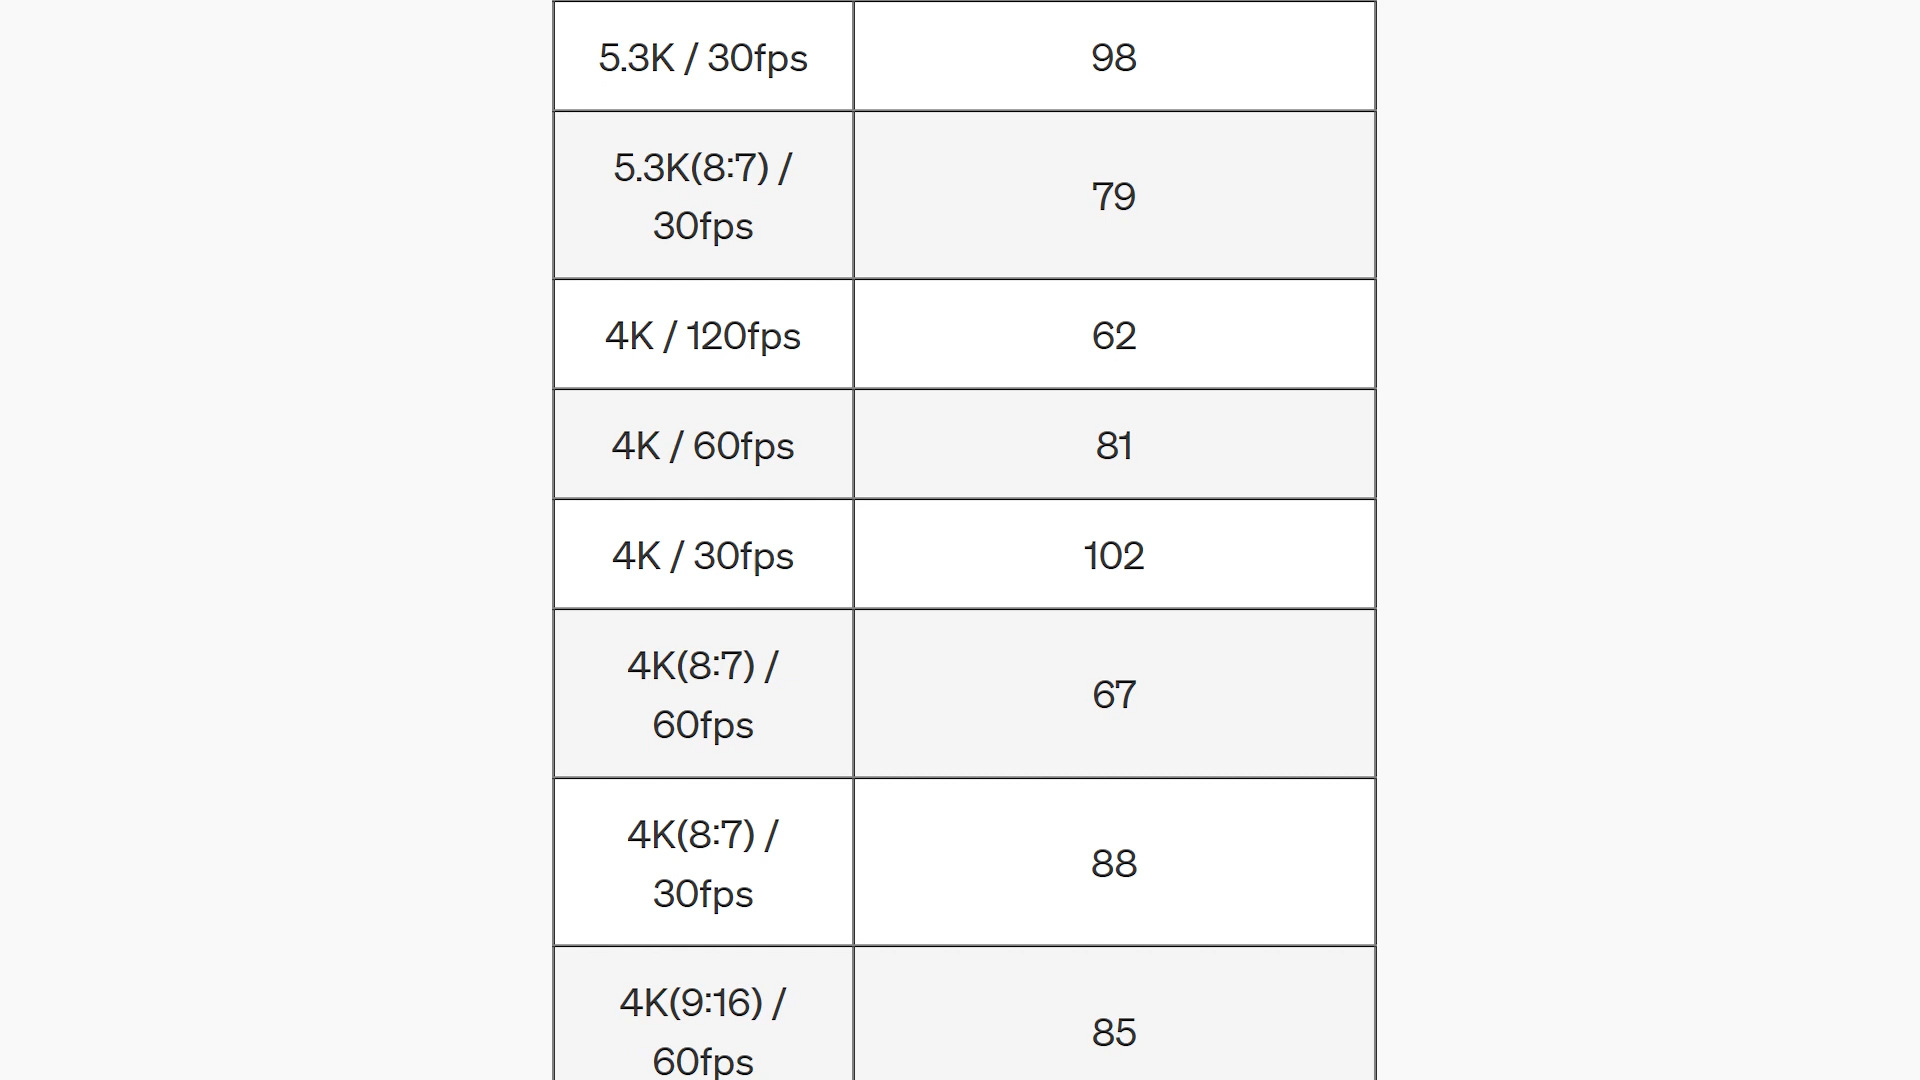 5.3K / 30fps
98
5.3K(8:7) /
30fps
79
4K / 120fps
62
4K / 60fps
81
4K / 30fps
102
4K(8:7) /
60fps
67
4K(8:7) /
30fps
88
4K(9:16) /
60fps
85